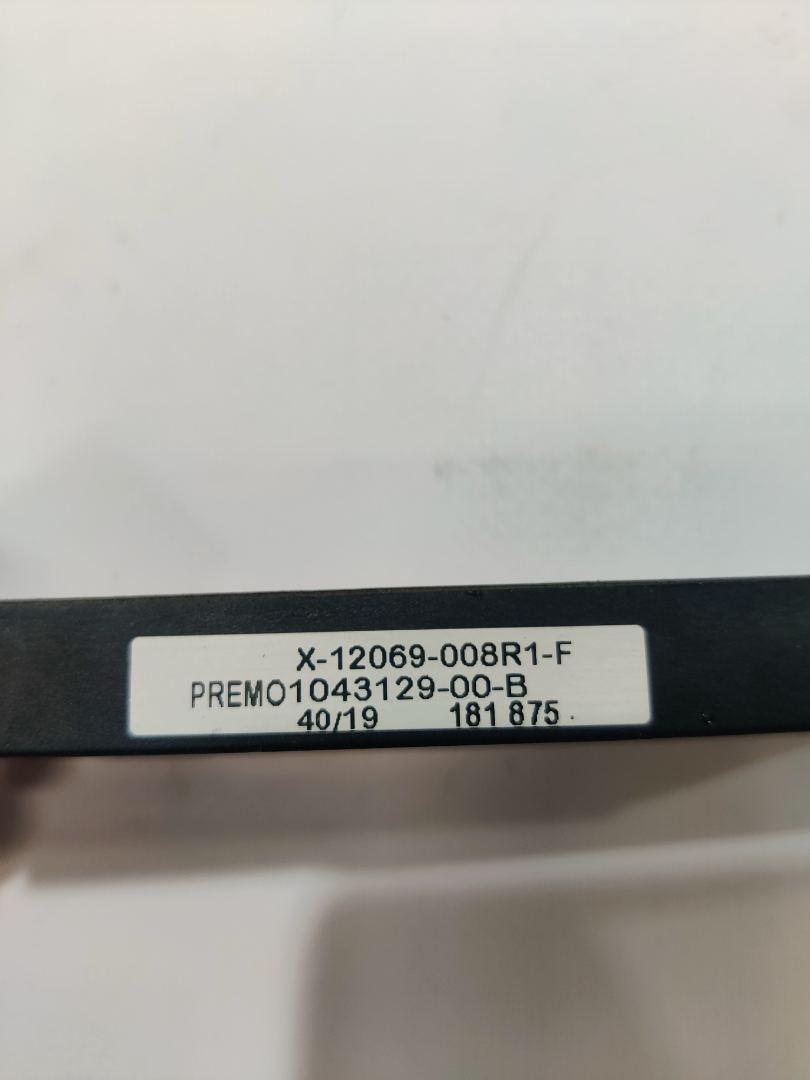 X-12069-008R1-F
PREMO1043129-00-B
40/19 181 875